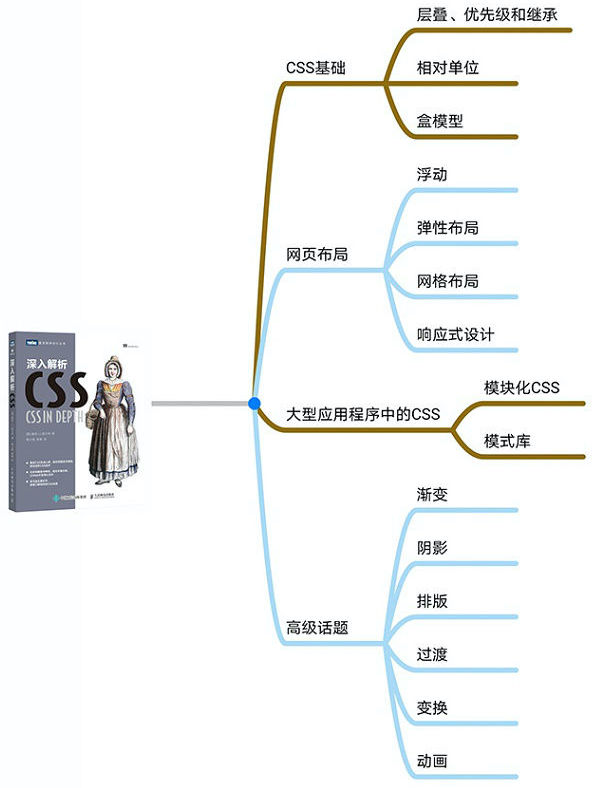 深入解析
CSS
CSS IN DEPTH
CSS基础
层叠、优先级和继承
相对单位
盒模型
网页布局
浮动
弹性布局
网格布局
响应式设计
大型应用程序中的CSS
模块化CSS
模式库
高级话题
渐变
阴影
排版
过渡
变换
动画